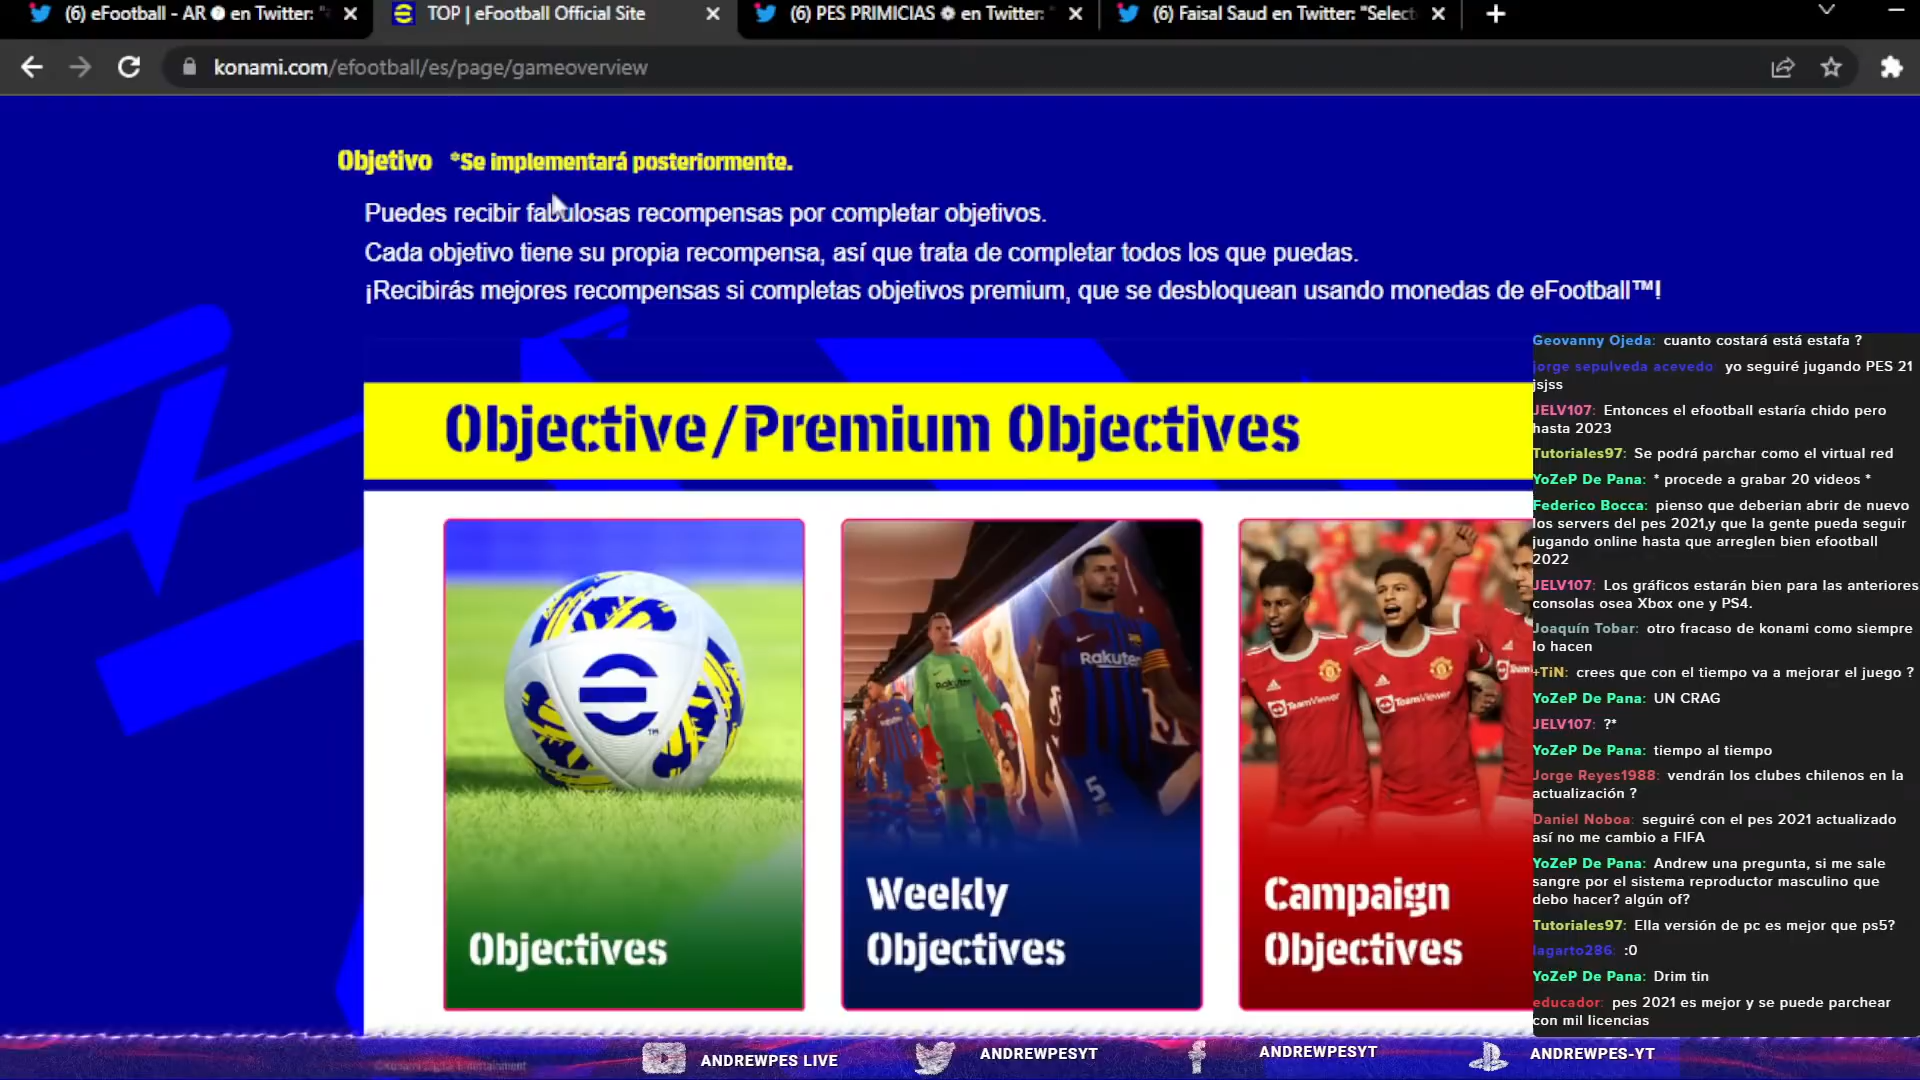 (6) eFootball - AR en Twitter: "
TOP | eFootball Official Site
(6) PES PRIMICIAS en Twitter: "
(6) Faisal Saud en Twitter: "Select
konami.com/efootball/es/page/gameoverview
Objetivo *Se implementará posteriormente.
Puedes recibir fabulosas recompensas por completar objetivos.
Cada objetivo tiene su propia recompensa, así que trata de completar todos los que puedas.
¡Recibirás mejores recompensas si completas objetivos premium, que se desbloquean usando monedas de eFootball™!
Objective/Premium Objectives
Objectives
Rakuten
Rakuten
5
Weekly
Objectives
TeamViewer
TeamViewer
Team
Campaign
Objectives
Geovanny Ojeda: cuanto costará está estafa ?
jorge sepulveda acevedo: yo seguiré jugando PES 21
jsjss
JELV107: Entonces el efootball estaría chido pero
hasta 2023
Tutoriales97: Se podrá parchar como el virtual red
YoZeP De Pana: * procede a grabar 20 videos *
Federico Bocca: pienso que deberian abrir de nuevo
los servers del pes 2021,y que la gente pueda seguir
jugando online hasta que arreglen bien efootball
2022
JELV107: Los gráficos estarán bien para las anteriores
consolas osea Xbox one y PS4.
Joaquín Tobar: otro fracaso de konami como siempre
lo hacen
+TiN: crees que con el tiempo va a mejorar el juego ?
YoZeP De Pana: UN CRAG
JELV107: ?*
YoZeP De Pana: tiempo al tiempo
Jorge Reyes1988: vendrán los clubes chilenos en la
actualización ?
Daniel Noboa: seguiré con el pes 2021 actualizado
así no me cambio a FIFA
YoZeP De Pana: Andrew una pregunta, si me sale
sangre por el sistema reproductor masculino que
debo hacer? algún of?
Tutoriales97: Ella versión de pc es mejor que ps5?
lagarto286: :0
YoZeP De Pana: Drim tin
educador: pes 2021 es mejor y se puede parchear
con mil licencias
ANDREWPES LIVE
ANDREWPESYT
ANDREWPESYT
ANDREWPES-YT